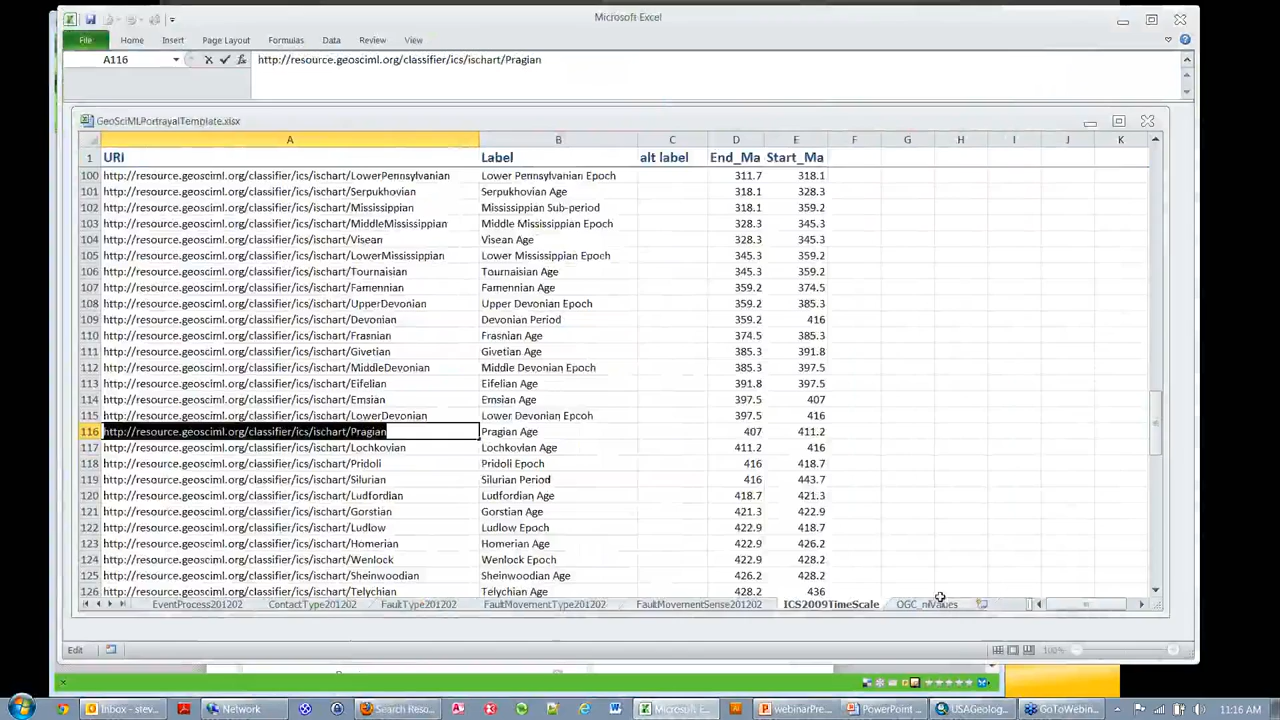 Microsoft Excel
File Home Insert Page Layout Formulas Data Review View
A116 fx http://resource.geosciml.org/classifier/ics/ischart/Pragian
GeoSciMLPortrayalTemplate.xlsx
A B C D E F G H I J K
1 URI Label alt label End_Ma Start_Ma
100 http://resource.geosciml.org/classifier/ics/ischart/LowerPennsylvanian Lower Pennsylvanian Epoch 311.7 318.1
101 http://resource.geosciml.org/classifier/ics/ischart/Serpukhovian Serpukhovian Age 318.1 328.3
102 http://resource.geosciml.org/classifier/ics/ischart/Mississippian Mississippian Sub-period 318.1 359.2
103 http://resource.geosciml.org/classifier/ics/ischart/MiddleMississippian Middle Mississippian Epoch 328.3 345.3
104 http://resource.geosciml.org/classifier/ics/ischart/Visean Visean Age 328.3 345.3
105 http://resource.geosciml.org/classifier/ics/ischart/LowerMississippian Lower Mississippian Epoch 345.3 359.2
106 http://resource.geosciml.org/classifier/ics/ischart/Tournaisian Tournaisian Age 345.3 359.2
107 http://resource.geosciml.org/classifier/ics/ischart/Famennian Famennian Age 359.2 374.5
108 http://resource.geosciml.org/classifier/ics/ischart/UpperDevonian Upper Devonian Epoch 359.2 385.3
109 http://resource.geosciml.org/classifier/ics/ischart/Devonian Devonian Period 359.2 416
110 http://resource.geosciml.org/classifier/ics/ischart/Frasnian Frasnian Age 374.5 385.3
111 http://resource.geosciml.org/classifier/ics/ischart/Givetian Givetian Age 385.3 391.8
112 http://resource.geosciml.org/classifier/ics/ischart/MiddleDevonian Middle Devonian Epoch 385.3 397.5
113 http://resource.geosciml.org/classifier/ics/ischart/Eifelian Eifelian Age 391.8 397.5
114 http://resource.geosciml.org/classifier/ics/ischart/Emsian Emsian Age 397.5 407
115 http://resource.geosciml.org/classifier/ics/ischart/LowerDevonian Lower Devonian Epcoh 397.5 416
116 http://resource.geosciml.org/classifier/ics/ischart/Pragian Pragian Age 407 411.2
117 http://resource.geosciml.org/classifier/ics/ischart/Lochkovian Lochkovian Age 411.2 416
118 http://resource.geosciml.org/classifier/ics/ischart/Pridoli Pridoli Epoch 416 418.7
119 http://resource.geosciml.org/classifier/ics/ischart/Silurian Silurian Period 416 443.7
120 http://resource.geosciml.org/classifier/ics/ischart/Ludfordian Ludfordian Age 418.7 421.3
121 http://resource.geosciml.org/classifier/ics/ischart/Gorstian Gorstian Age 421.3 422.9
122 http://resource.geosciml.org/classifier/ics/ischart/Ludlow Ludlow Epoch 422.9 418.7
123 http://resource.geosciml.org/classifier/ics/ischart/Homerian Homerian Age 422.9 426.2
124 http://resource.geosciml.org/classifier/ics/ischart/Wenlock Wenlock Epoch 422.9 428.2
125 http://resource.geosciml.org/classifier/ics/ischart/Sheinwoodian Sheinwoodian Age 426.2 428.2
126 http://resource.geosciml.org/classifier/ics/ischart/Telychian Telychian Age 428.2 436
EventProcess201202 ContactType201202 FaultType201202 FaultMovementType201202 FaultMovementSense201202 ICS2009TimeScale OGC_nilValues
Edit 100%
Inbox - stev... Network Search Reso... Microsoft E... webinarPre... PowerPoint ... USAGeolog... GoToWebin... 11:16 AM